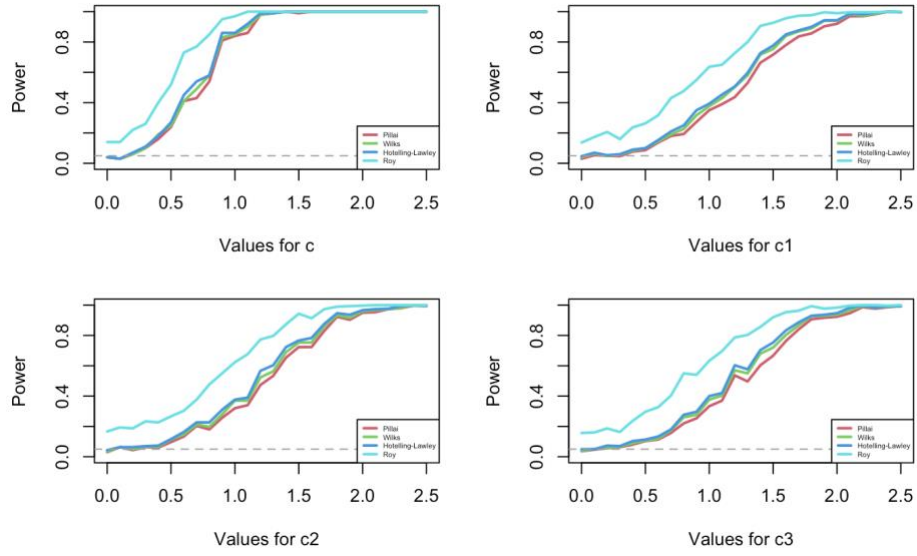 Power
0.0 0.4 0.8
Pillai
Wilks
Hotelling-Lawley
Roy
0.0 0.5 1.0 1.5 2.0 2.5
Values for c
Power
0.0 0.4 0.8
Pillai
Wilks
Hotelling-Lawley
Roy
0.0 0.5 1.0 1.5 2.0 2.5
Values for c1
Power
0.0 0.4 0.8
Pillai
Wilks
Hotelling-Lawley
Roy
0.0 0.5 1.0 1.5 2.0 2.5
Values for c2
Power
0.0 0.4 0.8
Pillai
Wilks
Hotelling-Lawley
Roy
0.0 0.5 1.0 1.5 2.0 2.5
Values for c3